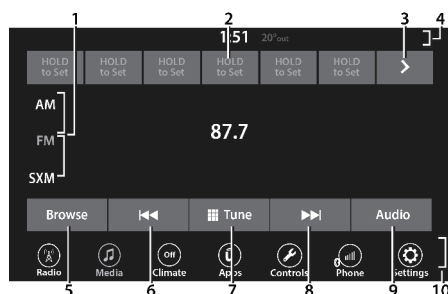 1 2 3 4
1:51 20°out
HOLD to Set HOLD to Set HOLD to Set HOLD to Set HOLD to Set HOLD to Set
AM
FM
SXM
87.7
Browse Tune Audio
Off
Radio Media Climate Apps Controls Phone Settings
5 6 7 8 9 10